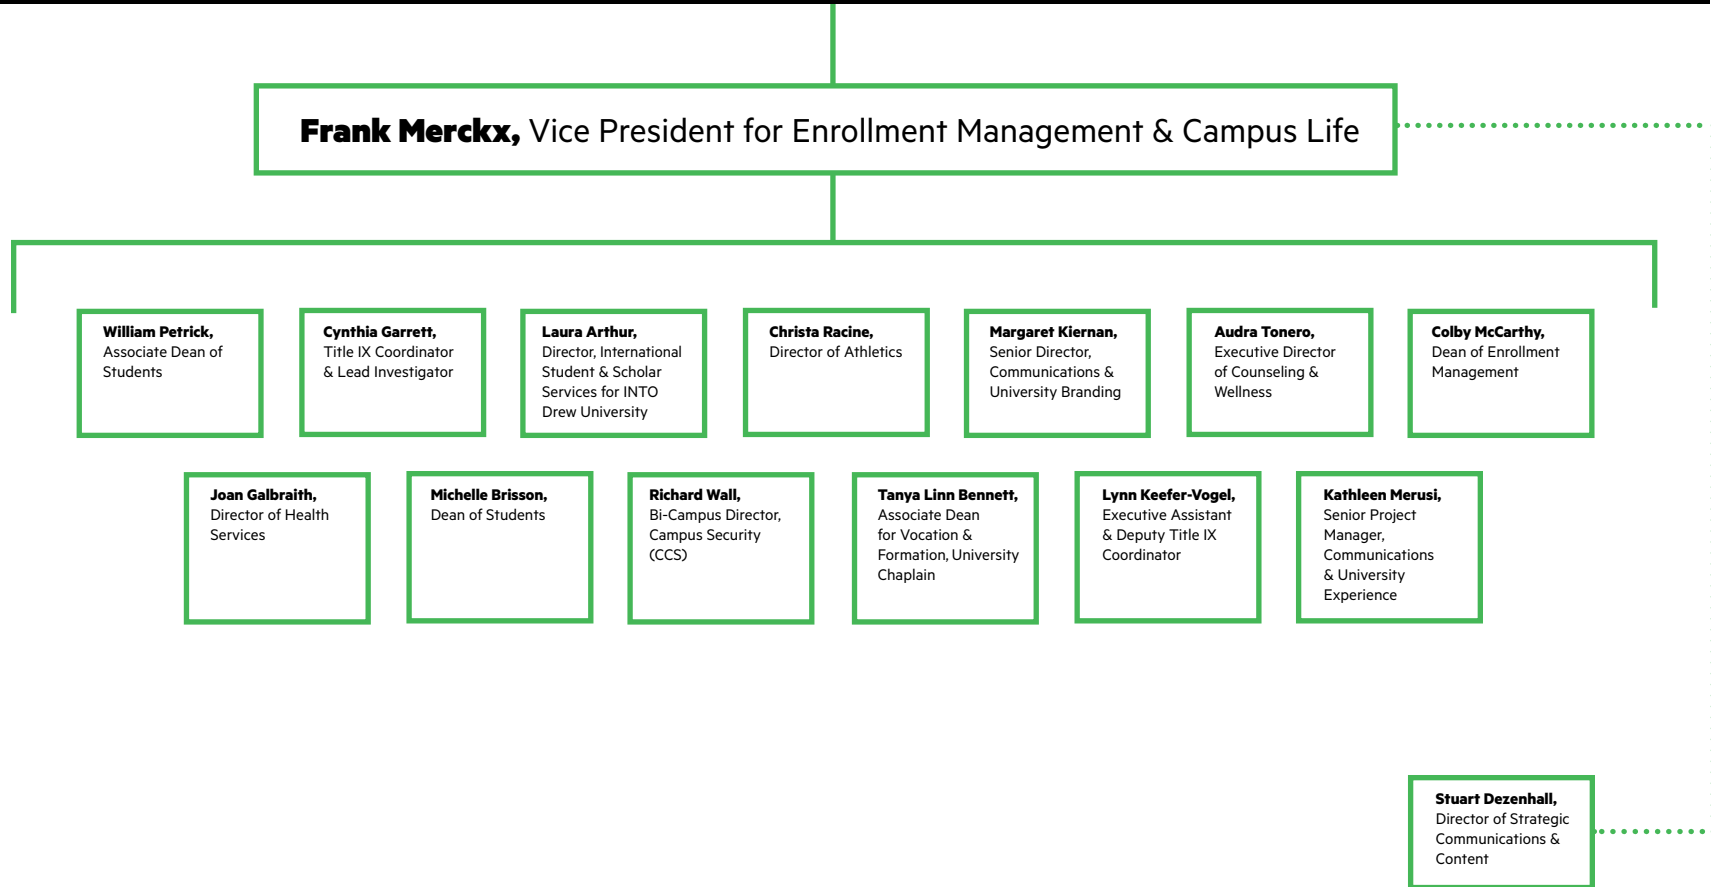 Frank Merckx, Vice President for Enrollment Management & Campus Life
William Petrick,
Associate Dean of
Students
Cynthia Garrett,
Title IX Coordinator
& Lead Investigator
Laura Arthur,
Director, International
Student & Scholar
Services for INTO
Drew University
Christa Racine,
Director of Athletics
Margaret Kiernan,
Senior Director,
Communications &
University Branding
Audra Tonero,
Executive Director
of Counseling &
Wellness
Colby McCarthy,
Dean of Enrollment
Management
Joan Galbraith,
Director of Health
Services
Michelle Brisson,
Dean of Students
Richard Wall,
Bi-Campus Director,
Campus Security
(CCS)
Tanya Linn Bennett,
Associate Dean
for Vocation &
Formation, University
Chaplain
Lynn Keefer-Vogel,
Executive Assistant
& Deputy Title IX
Coordinator
Kathleen Merusi,
Senior Project
Manager,
Communications
& University
Experience
Stuart Dezenhall,
Director of Strategic
Communications &
Content